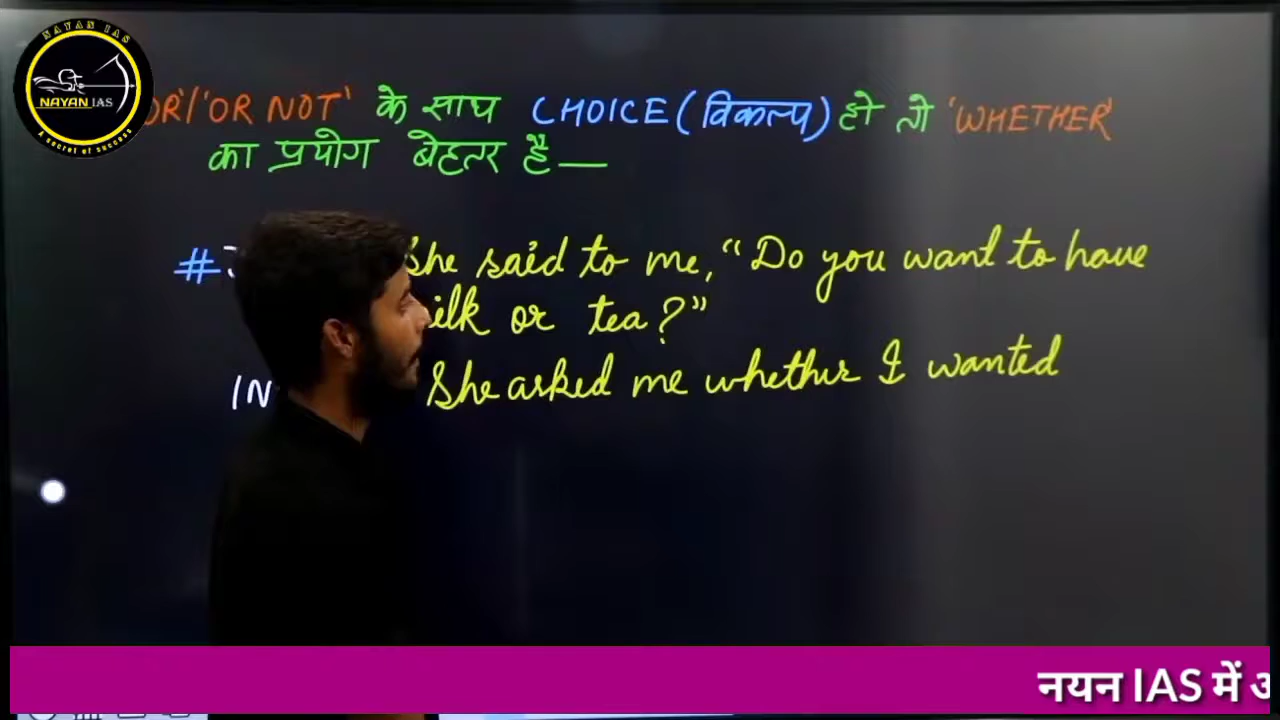 NAYAN IAS
NAYAN IAS
A secret of success
'OR'/'OR NOT' के साथ CHOICE (विकल्प) हो तो 'WHETHER'
का प्रयोग बेहतर है —
# She said to me, "Do you want to have
ilk or tea?"
IN She asked me whether I wanted
नयन IAS में